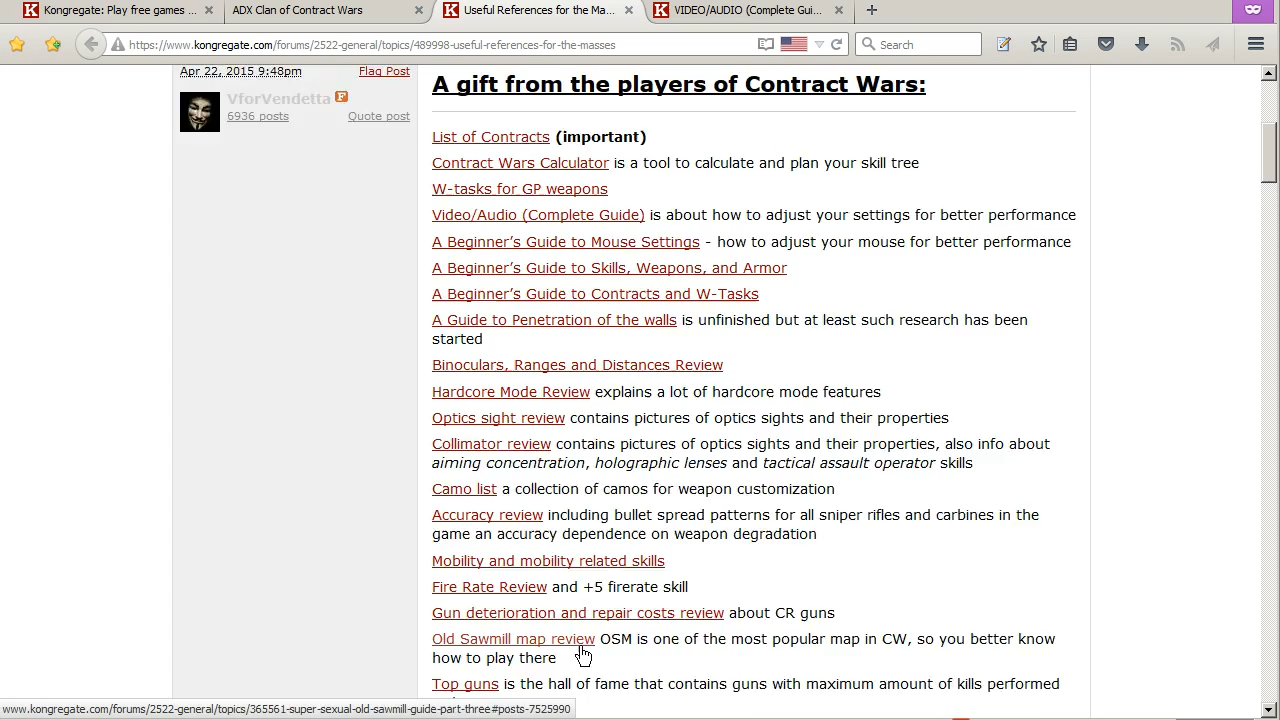 Kongregate: Play free games ...
ADX Clan of Contract Wars
Useful References for the Ma...
VIDEO/AUDIO (Complete Gui...
https://www.kongregate.com/forums/2522-general/topics/489998-useful-references-for-the-masses
Search
Apr 22, 2015 9:48pm
Flag Post
VforVendetta F
6936 posts
Quote post
A gift from the players of Contract Wars:
List of Contracts (important)
Contract Wars Calculator is a tool to calculate and plan your skill tree
W-tasks for GP weapons
Video/Audio (Complete Guide) is about how to adjust your settings for better performance
A Beginner’s Guide to Mouse Settings - how to adjust your mouse for better performance
A Beginner’s Guide to Skills, Weapons, and Armor
A Beginner’s Guide to Contracts and W-Tasks
A Guide to Penetration of the walls is unfinished but at least such research has been
started
Binoculars, Ranges and Distances Review
Hardcore Mode Review explains a lot of hardcore mode features
Optics sight review contains pictures of optics sights and their properties
Collimator review contains pictures of optics sights and their properties, also info about
aiming concentration, holographic lenses and tactical assault operator skills
Camo list a collection of camos for weapon customization
Accuracy review including bullet spread patterns for all sniper rifles and carbines in the
game an accuracy dependence on weapon degradation
Mobility and mobility related skills
Fire Rate Review and +5 firerate skill
Gun deterioration and repair costs review about CR guns
Old Sawmill map review OSM is one of the most popular map in CW, so you better know
how to play there
Top guns is the hall of fame that contains guns with maximum amount of kills performed
www.kongregate.com/forums/2522-general/topics/365561-super-sexual-old-sawmill-guide-part-three#posts-7525990